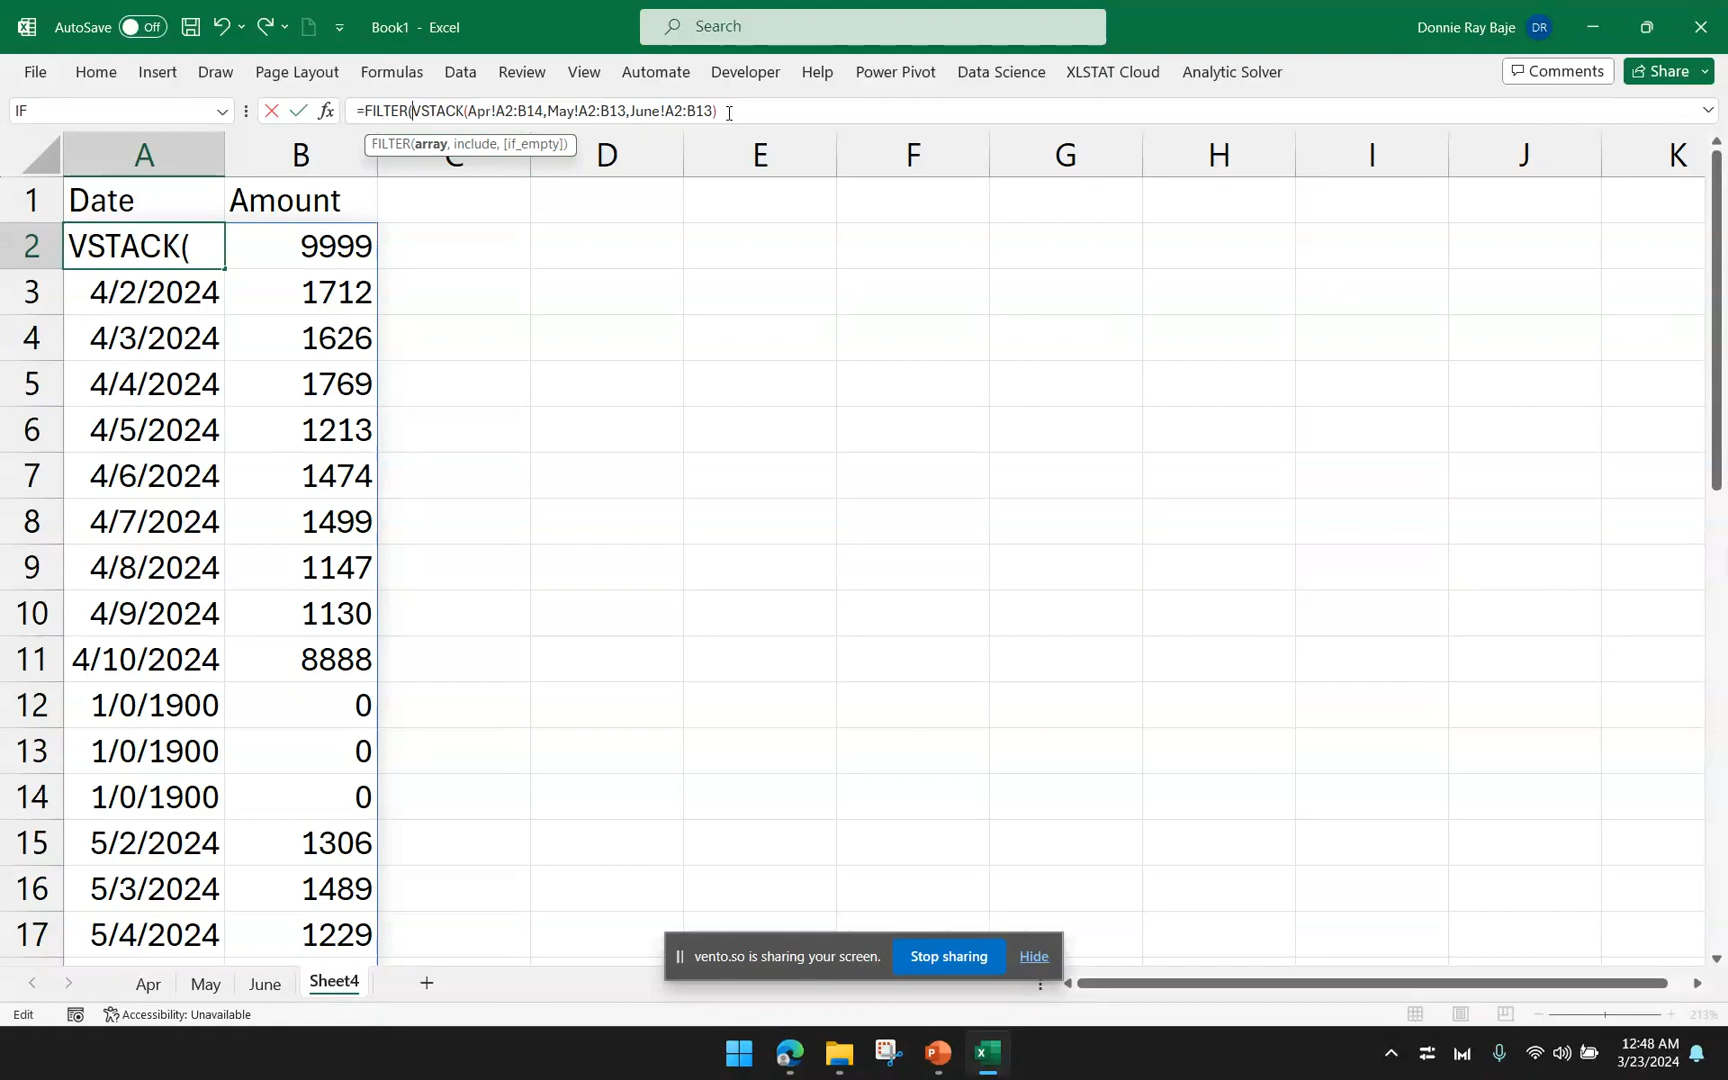 AutoSave Off Book1 - Excel Search Donnie Ray Baje DR
File Home Insert Draw Page Layout Formulas Data Review View Automate Developer Help Power Pivot Data Science XLSTAT Cloud Analytic Solver Comments Share
IF fx =FILTER(VSTACK(Apr!A2:B14,May!A2:B13,June!A2:B13)
FILTER(array, include, [if_empty])
A B C D E F G H I J K
1 Date Amount
2 VSTACK( 9999
3 4/2/2024 1712
4 4/3/2024 1626
5 4/4/2024 1769
6 4/5/2024 1213
7 4/6/2024 1474
8 4/7/2024 1499
9 4/8/2024 1147
10 4/9/2024 1130
11 4/10/2024 8888
12 1/0/1900 0
13 1/0/1900 0
14 1/0/1900 0
15 5/2/2024 1306
16 5/3/2024 1489
17 5/4/2024 1229
vento.so is sharing your screen. Stop sharing Hide
Apr May June Sheet4
Edit Accessibility: Unavailable 213%
12:48 AM
3/23/2024